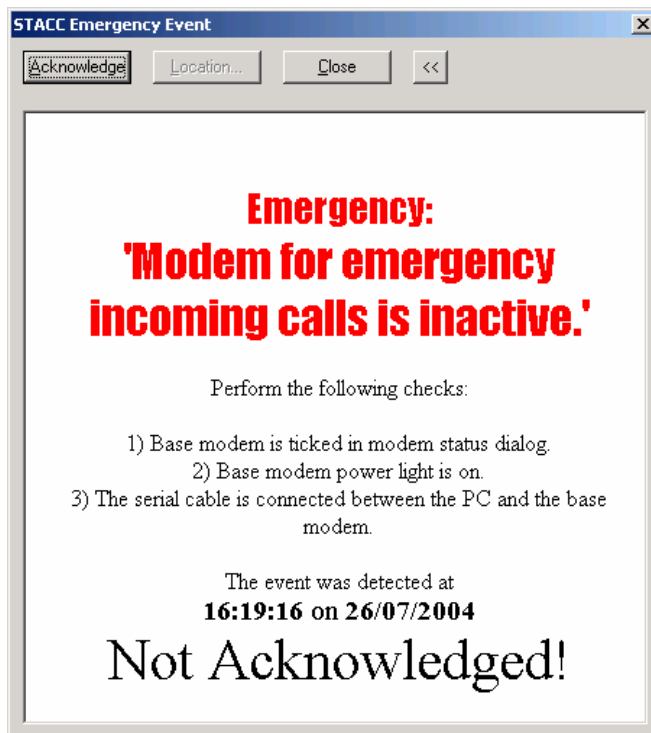 STACC Emergency Event
Acknowledge Location... Close <<
Emergency:
'Modem for emergency
incoming calls is inactive.'
Perform the following checks:
1) Base modem is ticked in modem status dialog.
2) Base modem power light is on.
3) The serial cable is connected between the PC and the base
modem.
The event was detected at
16:19:16 on 26/07/2004
Not Acknowledged!